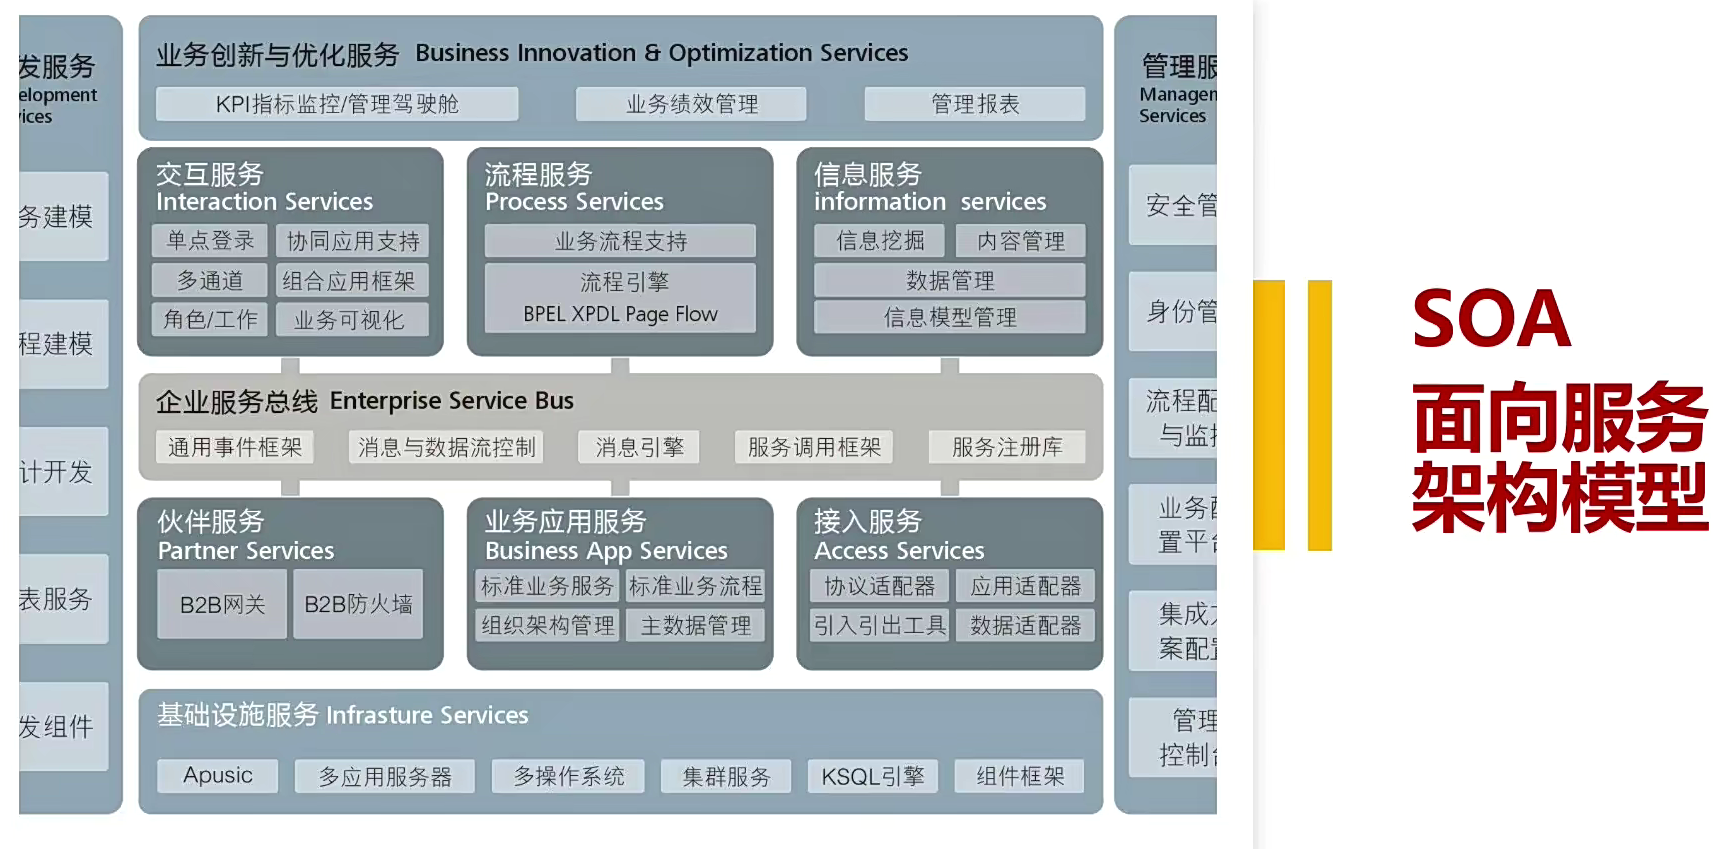 发服务
elopment
ices
务建模
程建模
计开发
表服务
发组件
业务创新与优化服务 Business Innovation & Optimization Services
KPI指标监控/管理驾驶舱 业务绩效管理 管理报表
交互服务
Interaction Services
单点登录 协同应用支持
多通道 组合应用框架
角色/工作 业务可视化
流程服务
Process Services
业务流程支持
流程引擎
BPEL XPDL Page Flow
信息服务
information services
信息挖掘 内容管理
数据管理
信息模型管理
企业服务总线 Enterprise Service Bus
通用事件框架 消息与数据流控制 消息引擎 服务调用框架 服务注册库
伙伴服务
Partner Services
B2B网关 B2B防火墙
业务应用服务
Business App Services
标准业务服务 标准业务流程
组织架构管理 主数据管理
接入服务
Access Services
协议适配器 应用适配器
引入引出工具 数据适配器
基础设施服务 Infrasture Services
Apusic 多应用服务器 多操作系统 集群服务 KSQL引擎 组件框架
管理服
Managem
Services
安全管
身份管
流程配
与监
业务配
置平台
集成方
案配置
管理
控制台
SOA
面向服务
架构模型